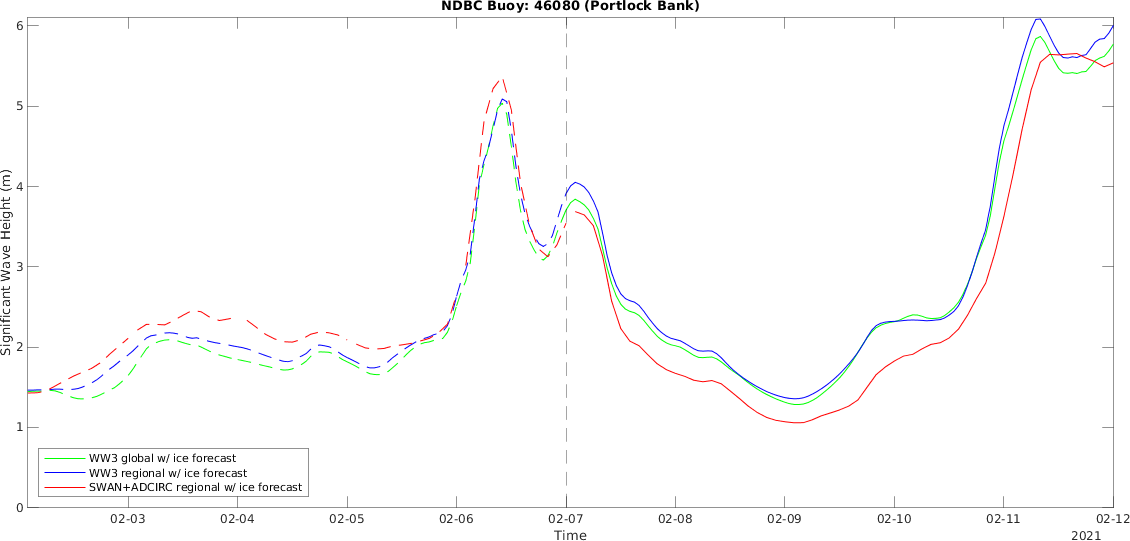 NDBC Buoy: 46080 (Portlock Bank)
Significant Wave Height (m)
6
5
4
3
2
1
0
WW3 global w/ ice forecast
WW3 regional w/ ice forecast
SWAN+ADCIRC regional w/ ice forecast
02-03 02-04 02-05 02-06 02-07 02-08 02-09 02-10 02-11 02-12
Time
2021